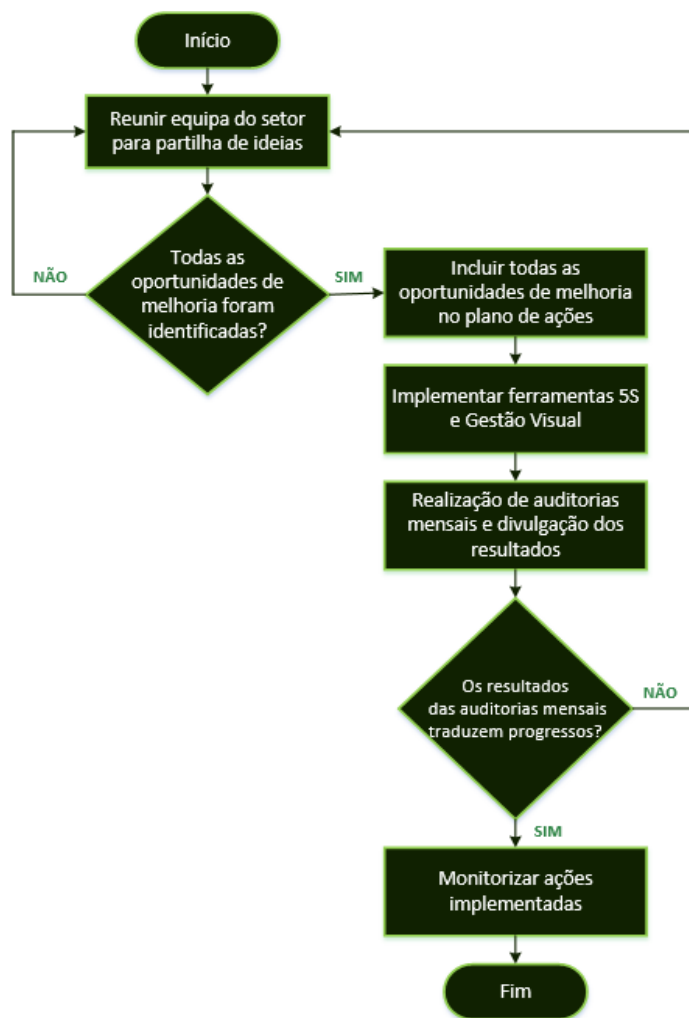 Início
Reunir equipa do setor
para partilha de ideias
Todas as
oportunidades de
melhoria foram
identificadas?
NÃO
SIM
Incluir todas as
oportunidades de melhoria
no plano de ações
Implementar ferramentas 5S
e Gestão Visual
Realização de auditorias
mensais e divulgação dos
resultados
Os resultados
das auditorias mensais
traduzem progressos?
NÃO
SIM
Monitorizar ações
implementadas
Fim